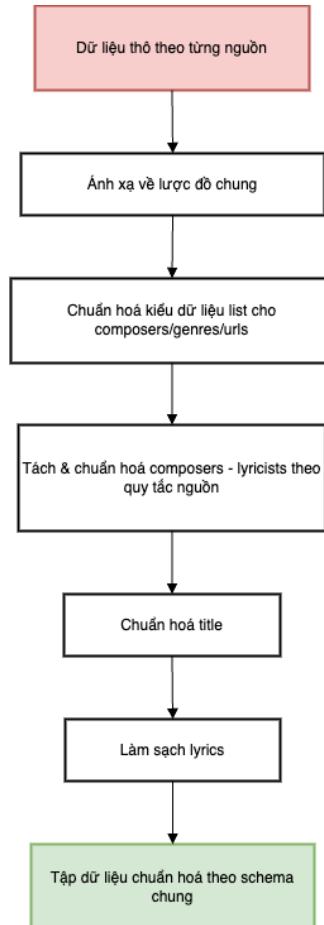 Dữ liệu thô theo từng nguồn
Ánh xạ về lược đồ chung
Chuẩn hoá kiểu dữ liệu list cho
composers/genres/urls
Tách & chuẩn hoá composers - lyricists theo
quy tắc nguồn
Chuẩn hoá title
Làm sạch lyrics
Tập dữ liệu chuẩn hoá theo schema
chung